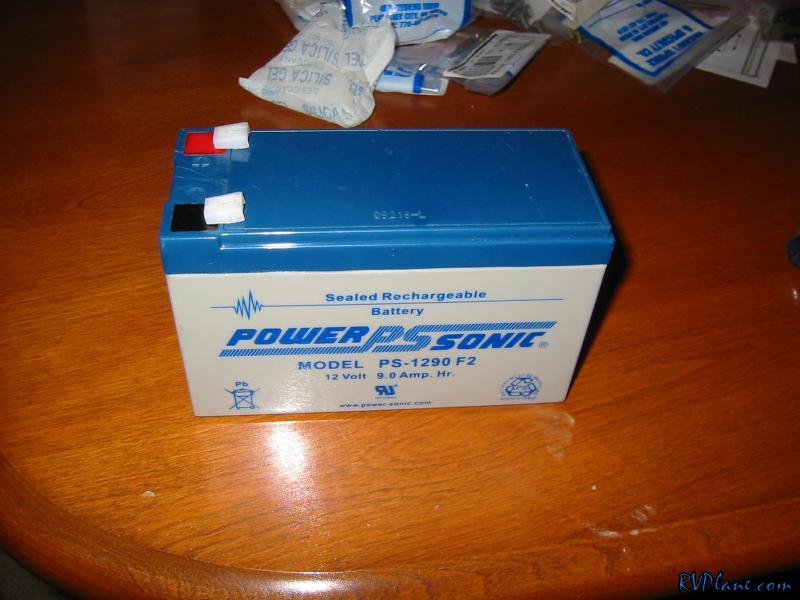 SILICA GEL
09218-L
Sealed Rechargeable
Battery
POWER PS SONIC®
MODEL PS-1290 F2
12 Volt 9.0 Amp. Hr.
Pb
www.power-sonic.com
RVPlane.com